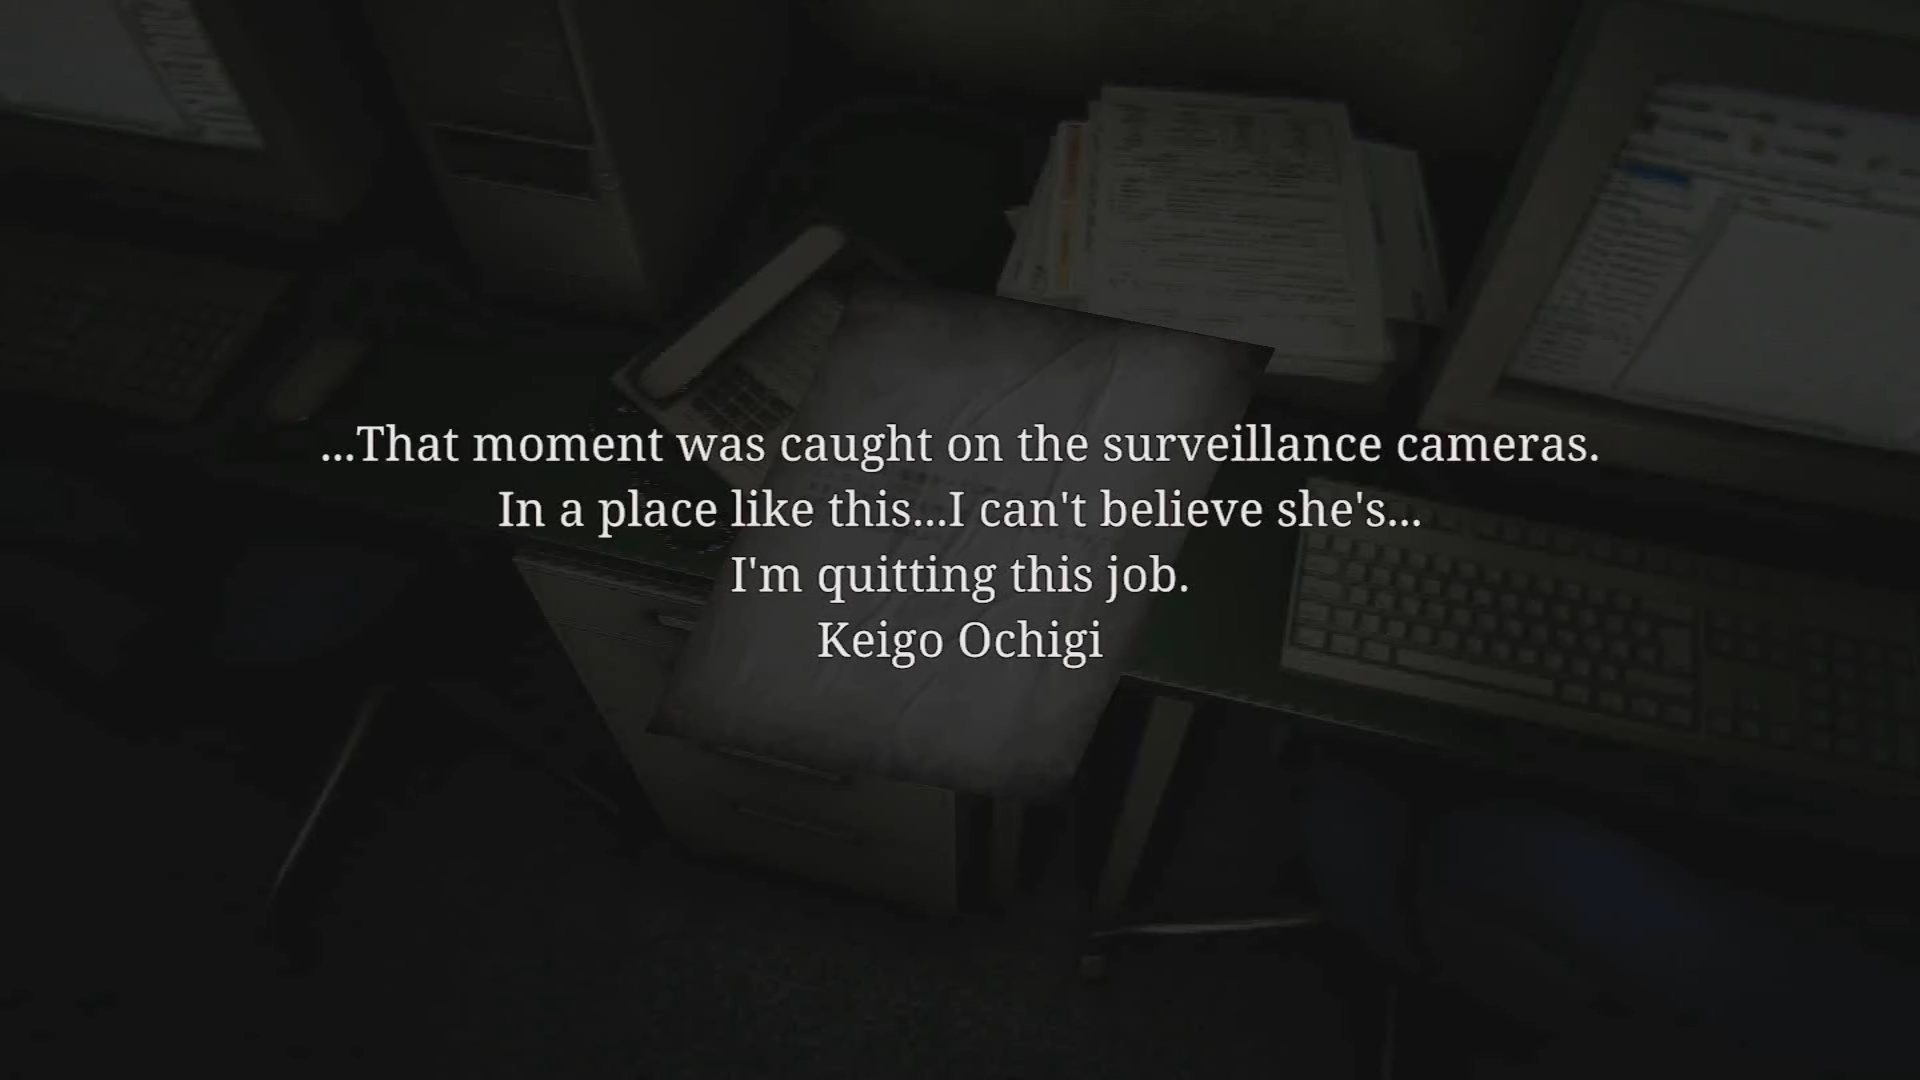 ...That moment was caught on the surveillance cameras.
In a place like this...I can't believe she's...
I'm quitting this job.
Keigo Ochigi